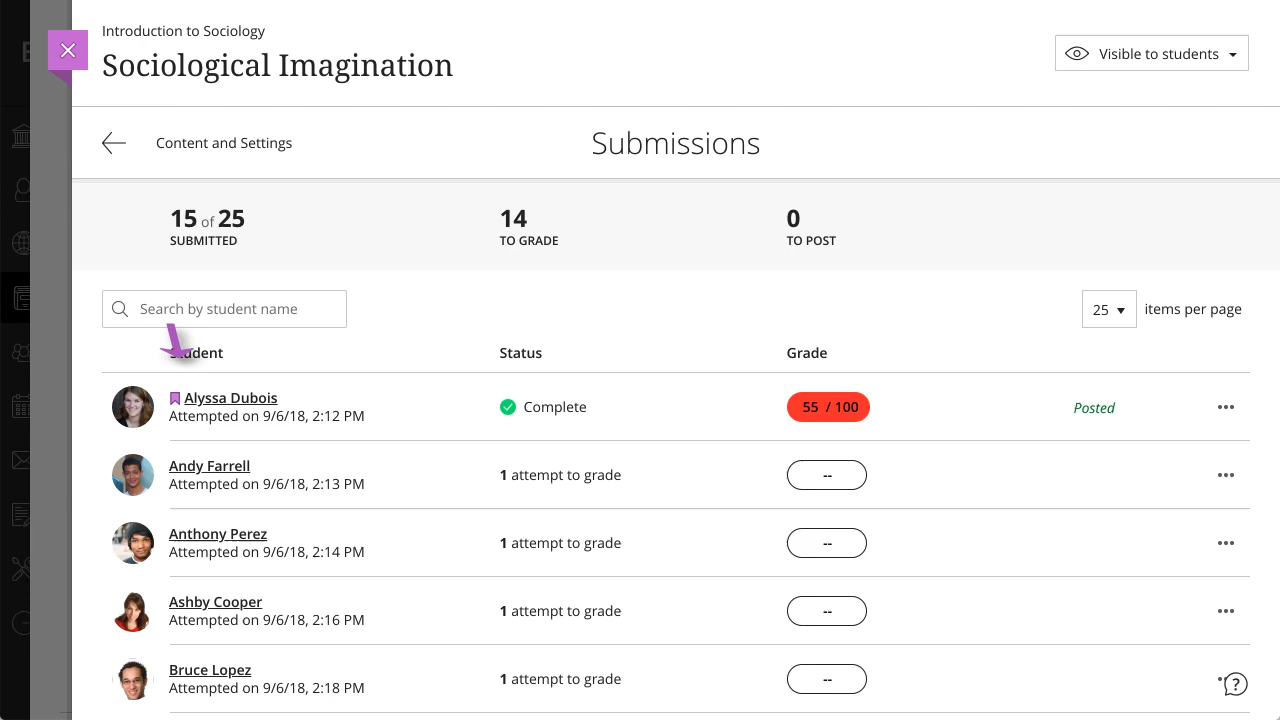 Introduction to Sociology
Sociological Imagination
Visible to students
Content and Settings
Submissions
15 of 25
SUBMITTED
14
TO GRADE
0
TO POST
Search by student name
25 items per page
Student Status Grade
Alyssa Dubois
Attempted on 9/6/18, 2:12 PM
Complete
55 / 100
Posted
Andy Farrell
Attempted on 9/6/18, 2:13 PM
1 attempt to grade
--
Anthony Perez
Attempted on 9/6/18, 2:14 PM
1 attempt to grade
--
Ashby Cooper
Attempted on 9/6/18, 2:16 PM
1 attempt to grade
--
Bruce Lopez
Attempted on 9/6/18, 2:18 PM
1 attempt to grade
--
?